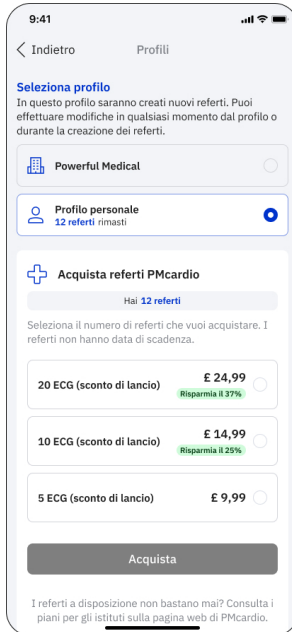 9:41
Indietro Profili
Seleziona profilo
In questo profilo saranno creati nuovi referti. Puoi
effettuare modifiche in qualsiasi momento dal profilo o
durante la creazione dei referti.
Powerful Medical
Profilo personale
12 referti rimasti
Acquista referti PMcardio
Hai 12 referti
Seleziona il numero di referti che vuoi acquistare. I
referti non hanno data di scadenza.
20 ECG (sconto di lancio) £ 24,99
Risparmia il 37%
10 ECG (sconto di lancio) £ 14,99
Risparmia il 25%
5 ECG (sconto di lancio) £ 9,99
Acquista
I referti a disposizione non bastano mai? Consulta i
piani per gli istituti sulla pagina web di PMcardio.